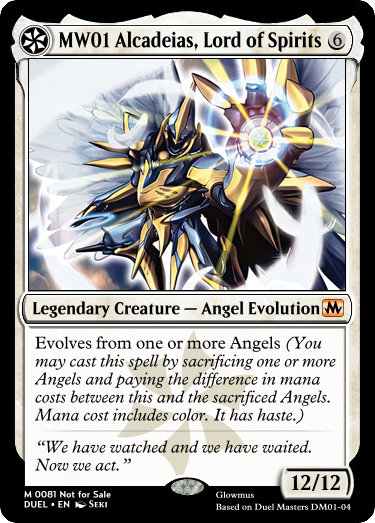 MW01 Alcadeias, Lord of Spirits 6
Legendary Creature — Angel Evolution
Evolves from one or more Angels (You
may cast this spell by sacrificing one or more
Angels and paying the difference in mana
costs between this and the sacrificed Angels.
Mana cost includes color. It has haste.)
“We have watched and we have waited.
Now we act.”
12/12
M 0081 Not for Sale
DUEL • EN Seki
Glowmus
Based on Duel Masters DM01-04